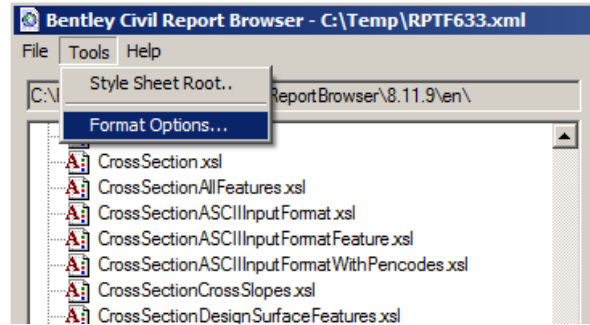 Bentley Civil Report Browser - C:\Temp\RPTF633.xml
File Tools Help
Style Sheet Root..
C:\ ReportBrowser\8.11.9\en\
Format Options...
CrossSection.xsl
CrossSectionAllFeatures.xsl
CrossSectionASCIIInputFormat.xsl
CrossSectionASCIIInputFormatFeature.xsl
CrossSectionASCIIInputFormatWithPencodes.xsl
CrossSectionCrossSlopes.xsl
CrossSectionDesignSurfaceFeatures.xsl